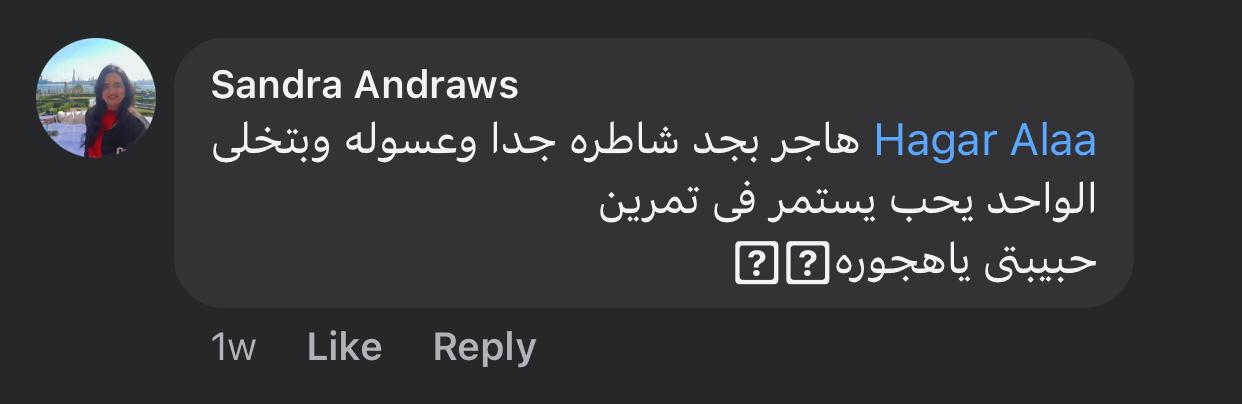 Sandra Andraws
Hagar Alaa هاجر بجد شاطره جدا وعسوله وبتخلى
الواحد يحب يستمر فى تمرين
حبيبتى ياهجوره⍰⍰
1w Like Reply